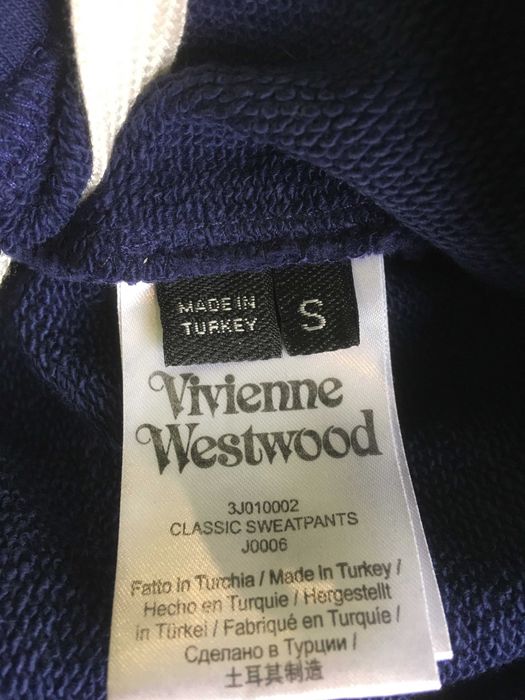 MADE IN
TURKEY
S
Vivienne
Westwood
3J010002
CLASSIC SWEATPANTS
J0006
Fatto in Turchia / Made in Turkey /
Hecho en Turquie / Hergestellt
in Türkei / Fabriqué en Turquie /
Сделано в Турции /
土耳其制造